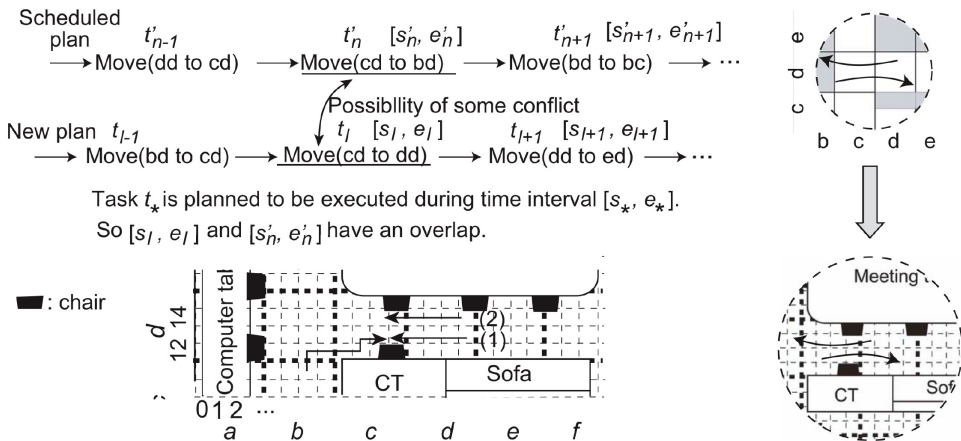 Scheduled plan
t'n-1
t'n [s'n, e'n]
t'n+1 [s'n+1, e'n+1]
Move(dd to cd)
Move(cd to bd)
Move(bd to bc)
...
Possibllity of some conflict
New plan
tl-1
tl [sl, el]
tl+1 [sl+1, el+1]
Move(bd to cd)
Move(cd to dd)
Move(dd to ed)
...
Task t* is planned to be executed during time interval [s*, e*].
So [sl, el] and [s'n, e'n] have an overlap.
e
d
c
b c d e
: chair
d
12 14
Computer tal
(2)
(1)
CT
Sofa
0 1 2 ...
a b c d e f
Meeting
CT
Sof